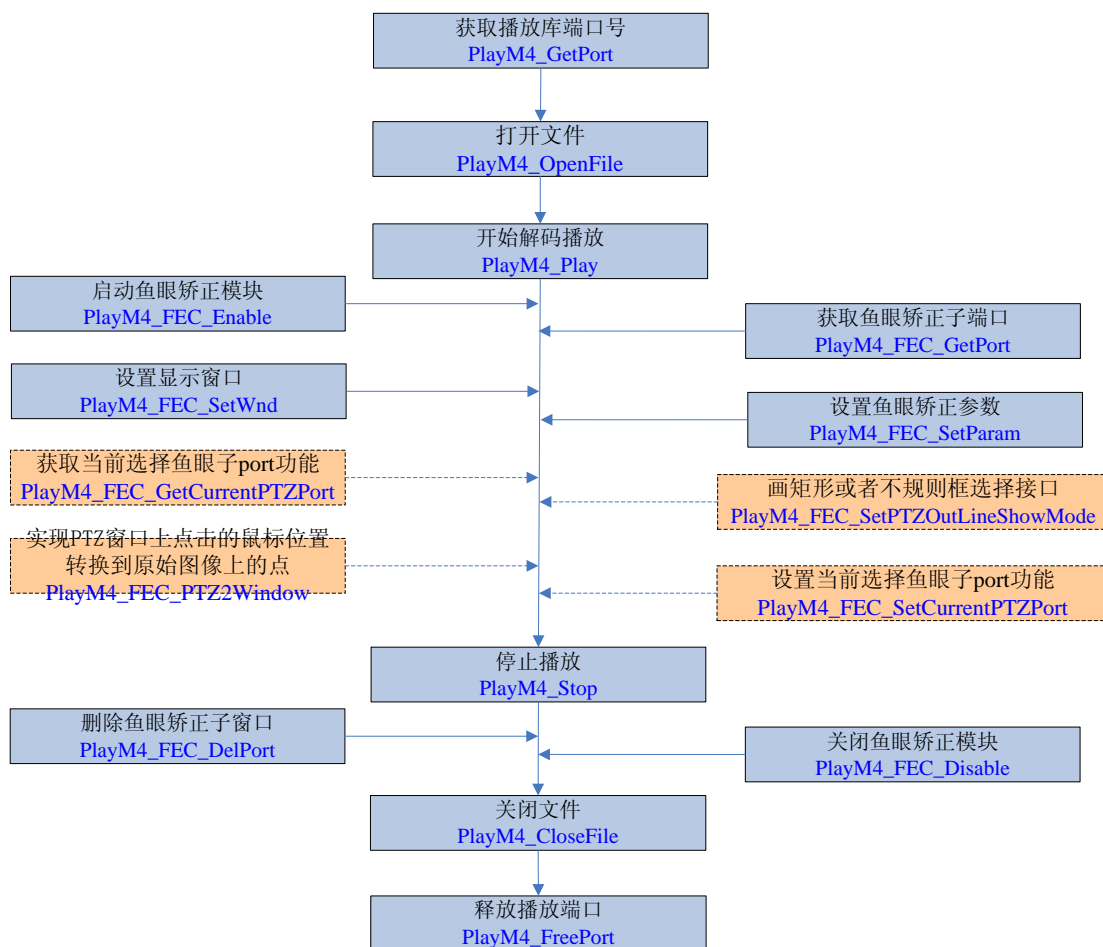 获取播放库端口号
PlayM4_GetPort
打开文件
PlayM4_OpenFile
开始解码播放
PlayM4_Play
启动鱼眼矫正模块
PlayM4_FEC_Enable
获取鱼眼矫正子端口
PlayM4_FEC_GetPort
设置显示窗口
PlayM4_FEC_SetWnd
设置鱼眼矫正参数
PlayM4_FEC_SetParam
获取当前选择鱼眼子port功能
PlayM4_FEC_GetCurrentPTZPort
画矩形或者不规则框选择接口
PlayM4_FEC_SetPTZOutLineShowMode
实现PTZ窗口上点击的鼠标位置
转换到原始图像上的点
PlayM4_FEC_PTZ2Window
设置当前选择鱼眼子port功能
PlayM4_FEC_SetCurrentPTZPort
停止播放
PlayM4_Stop
删除鱼眼矫正子窗口
PlayM4_FEC_DelPort
关闭鱼眼矫正模块
PlayM4_FEC_Disable
关闭文件
PlayM4_CloseFile
释放播放端口
PlayM4_FreePort